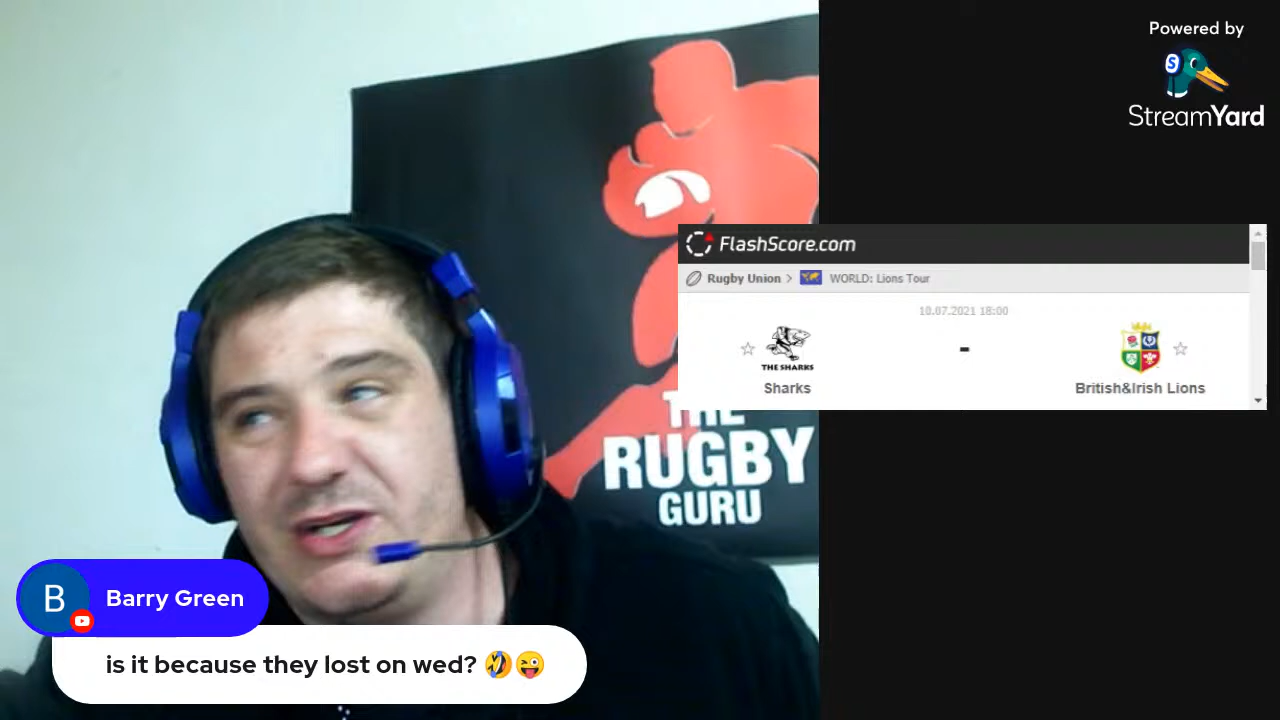 Powered by
S
StreamYard
FlashScore.com
Rugby Union > WORLD: Lions Tour
10.07.2021 18:00
-
THE SHARKS
Sharks
British&Irish Lions
THE
RUGBY
GURU
B
Barry Green
is it because they lost on wed? 🤣😜